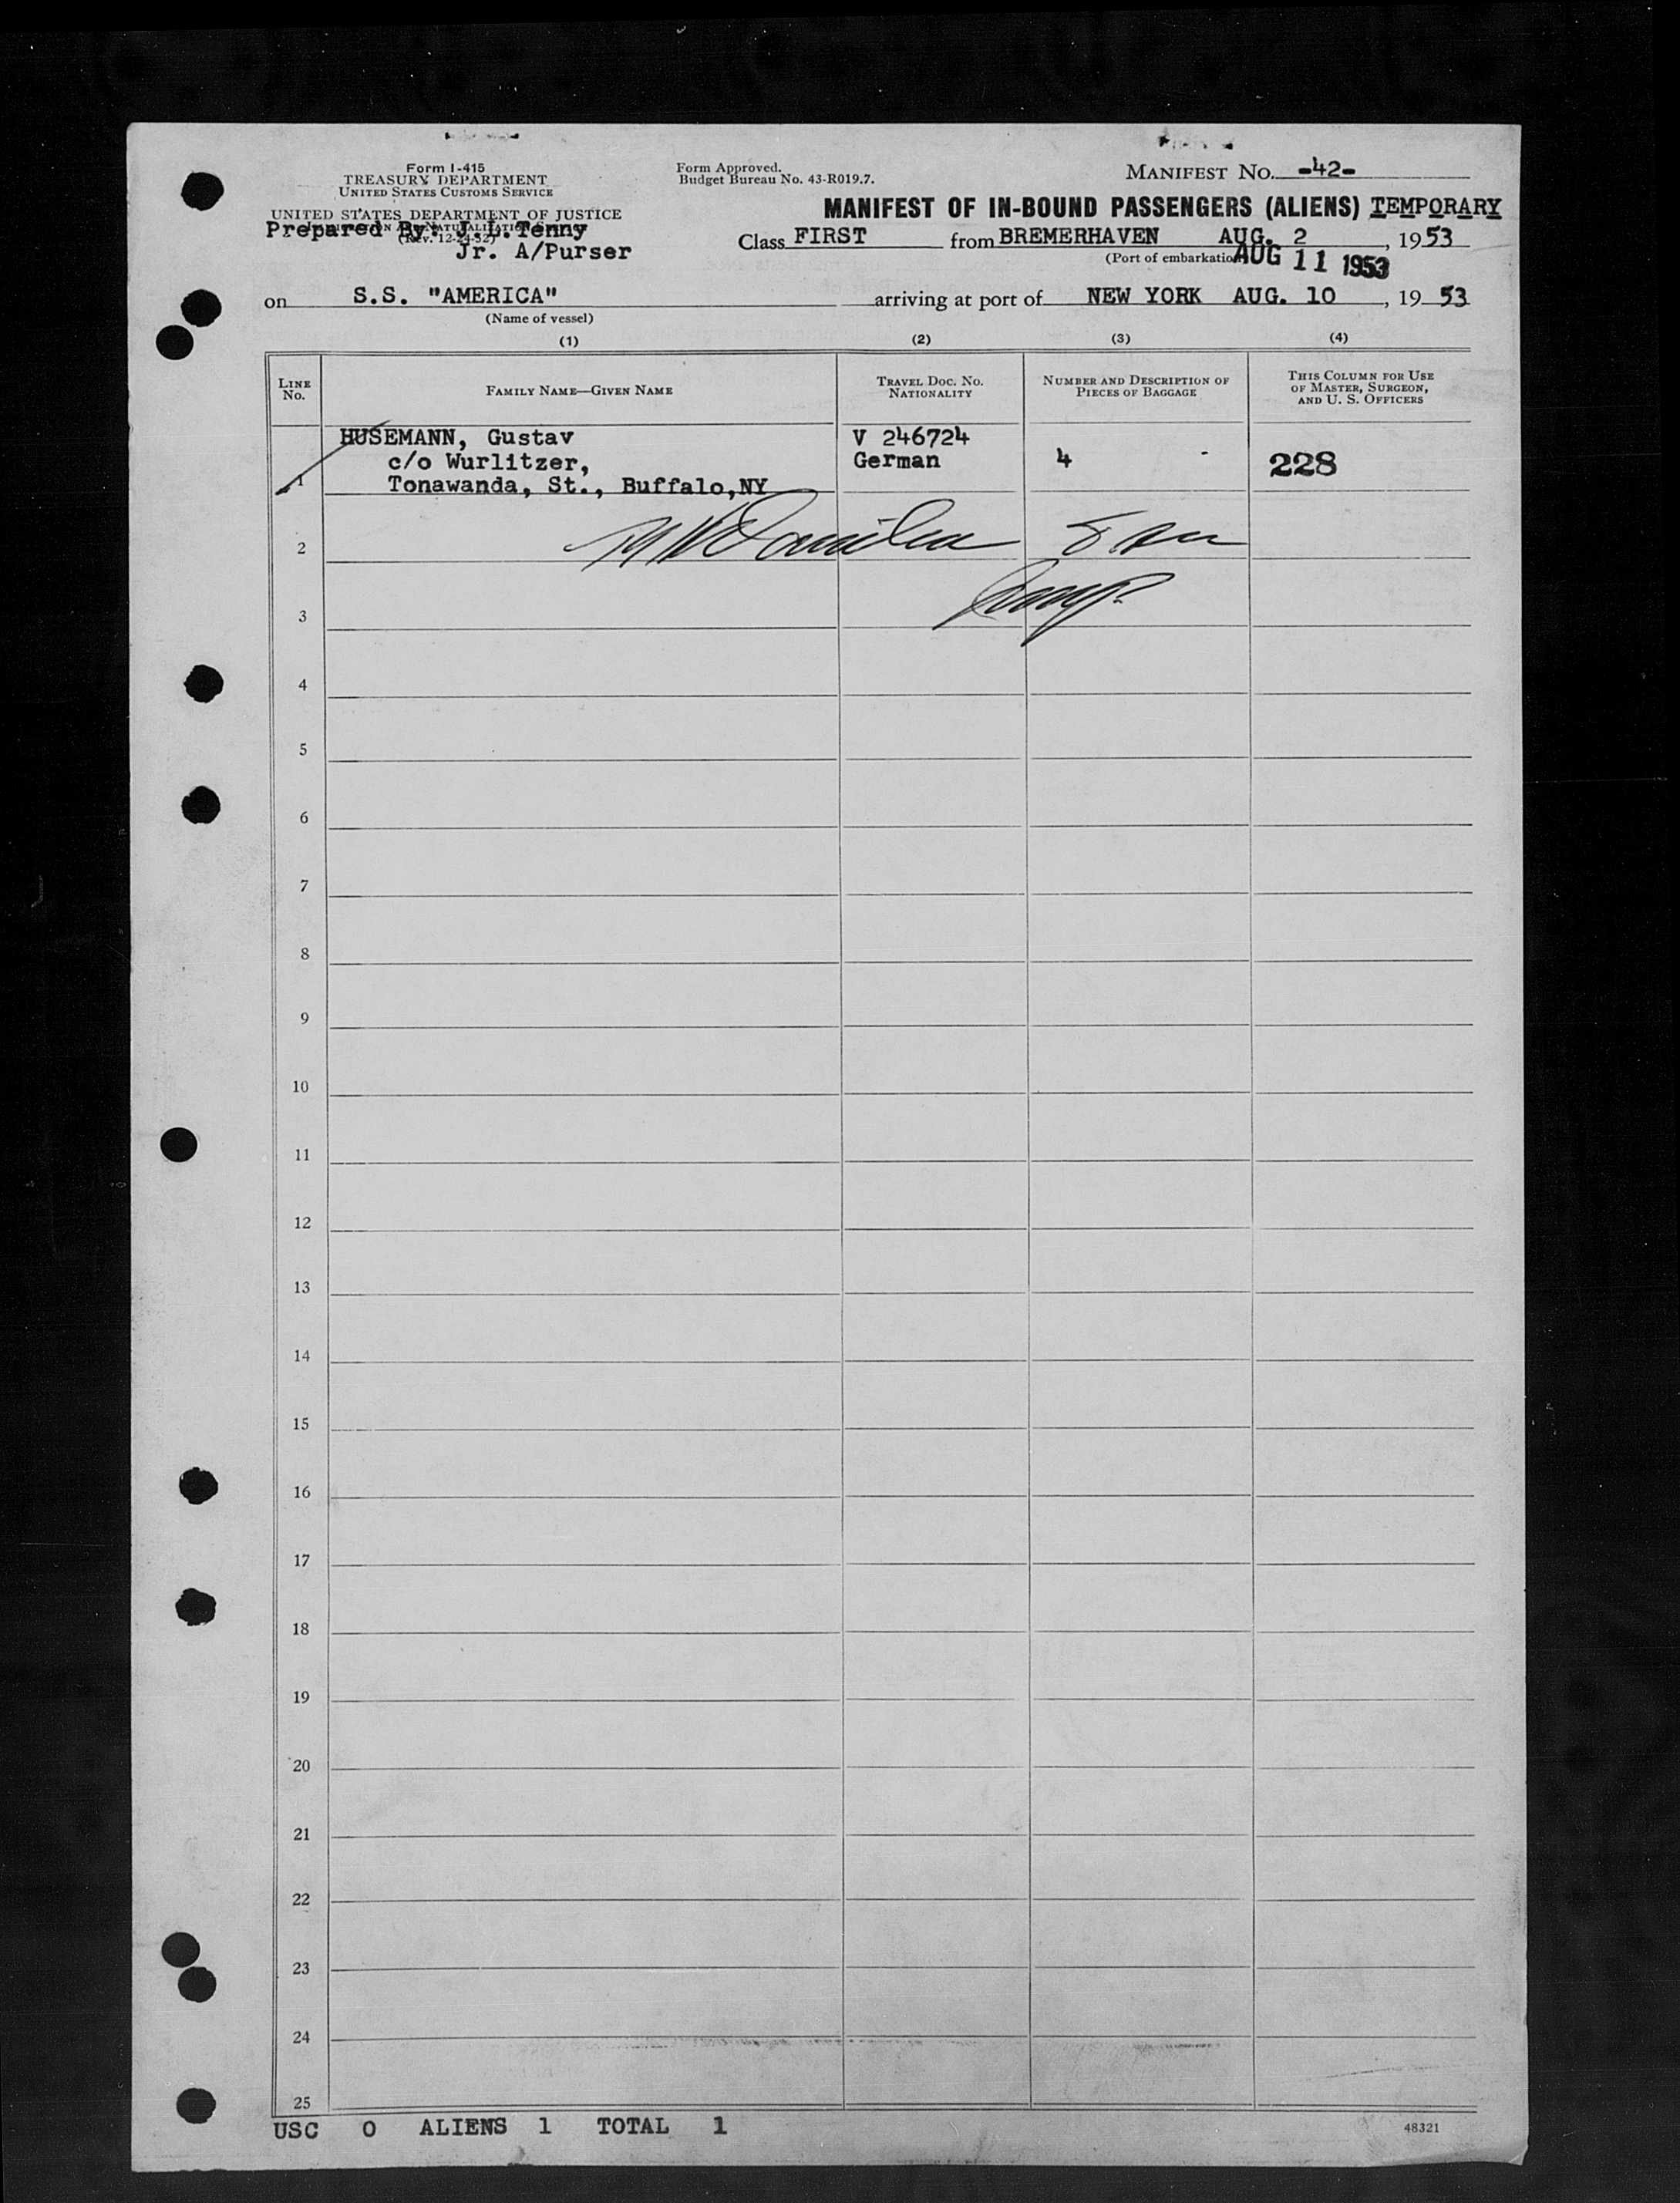 Form I-415
TREASURY DEPARTMENT
UNITED STATES CUSTOMS SERVICE
UNITED STATES DEPARTMENT OF JUSTICE
(Rev. 12-24-52)
Prepared By: J.L.Tenny
Jr. A/Purser
Form Approved.
Budget Bureau No. 43-R019.7.
MANIFEST NO. -42-
MANIFEST OF IN-BOUND PASSENGERS (ALIENS) TEMPORARY
Class FIRST from BREMERHAVEN AUG. 2, 1953
(Port of embarkation)
AUG 11 1953
on S.S. "AMERICA" arriving at port of NEW YORK AUG. 10, 19 53
(Name of vessel)
(1) (2) (3) (4)
LINE NO. FAMILY NAME—GIVEN NAME TRAVEL DOC. NO. NATIONALITY NUMBER AND DESCRIPTION OF PIECES OF BAGGAGE THIS COLUMN FOR USE OF MASTER, SURGEON, AND U. S. OFFICERS
HUSEMANN, Gustav V 246724
c/o Wurlitzer, German 4 - 228
1 Tonawanda, St., Buffalo,NY
2
3
4
5
6
7
8
9
10
11
12
13
14
15
16
17
18
19
20
21
22
23
24
25
USC 0 ALIENS 1 TOTAL 1
48321